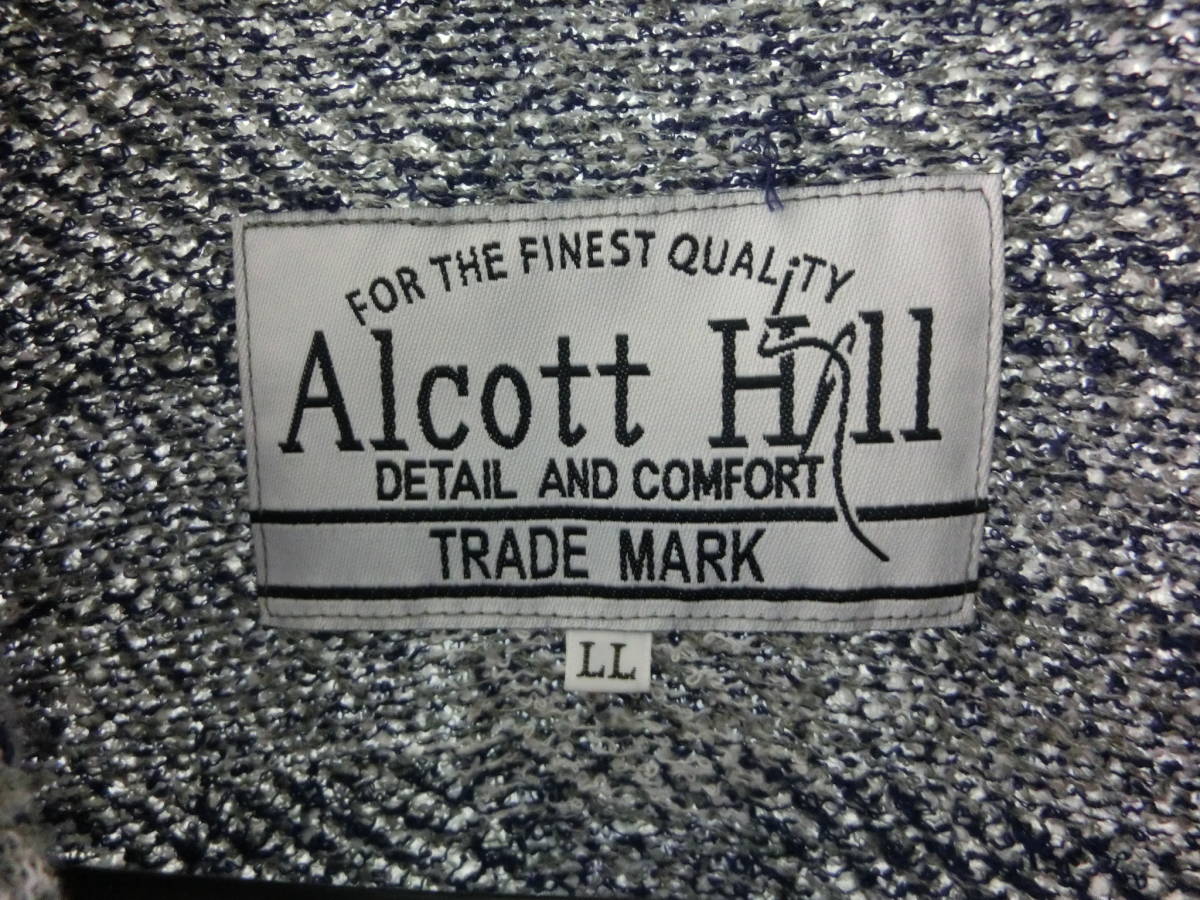 FOR THE FINEST QUALiTY
Alcott Hill
DETAIL AND COMFORT
TRADE MARK
LL